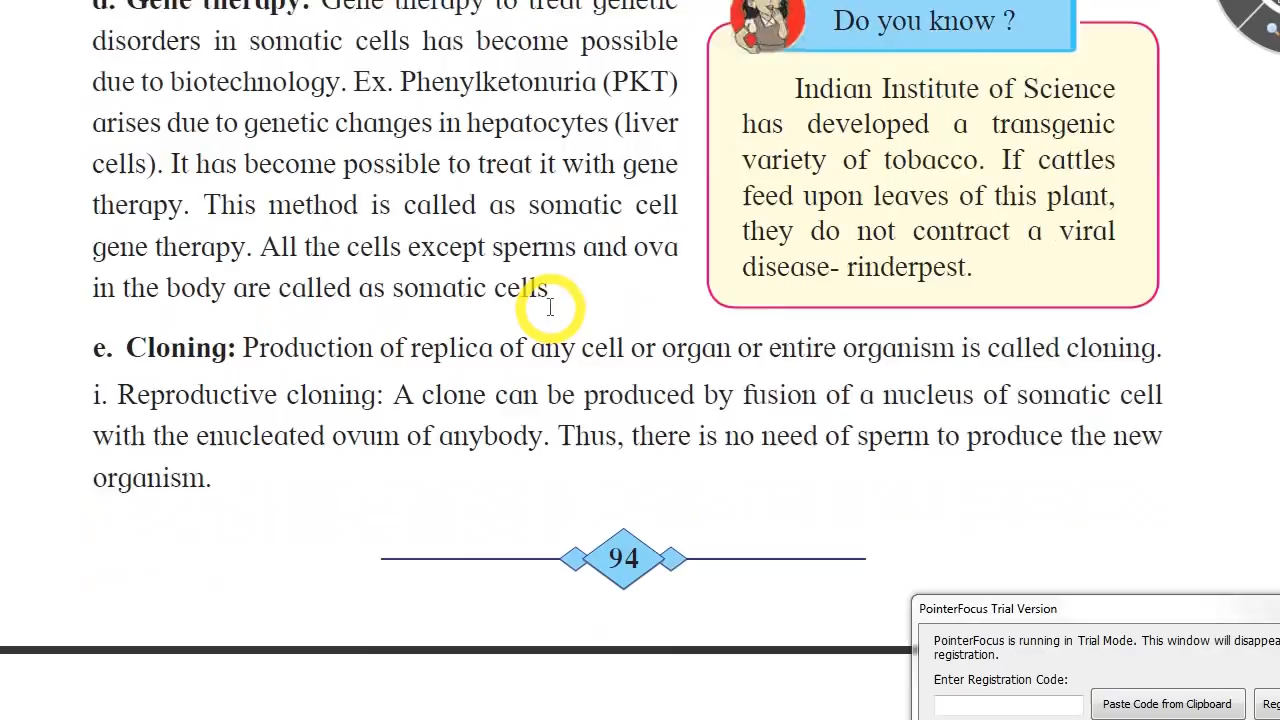 d. Gene therapy: Gene therapy to treat genetic
disorders in somatic cells has become possible
due to biotechnology. Ex. Phenylketonuria (PKT)
arises due to genetic changes in hepatocytes (liver
cells). It has become possible to treat it with gene
therapy. This method is called as somatic cell
gene therapy. All the cells except sperms and ova
in the body are called as somatic cells
Do you know ?
Indian Institute of Science
has developed a transgenic
variety of tobacco. If cattles
feed upon leaves of this plant,
they do not contract a viral
disease- rinderpest.
e. Cloning: Production of replica of any cell or organ or entire organism is called cloning.
i. Reproductive cloning: A clone can be produced by fusion of a nucleus of somatic cell
with the enucleated ovum of anybody. Thus, there is no need of sperm to produce the new
organism.
94
PointerFocus Trial Version
PointerFocus is running in Trial Mode. This window will disappea
registration.
Enter Registration Code:
Paste Code from Clipboard
Reg